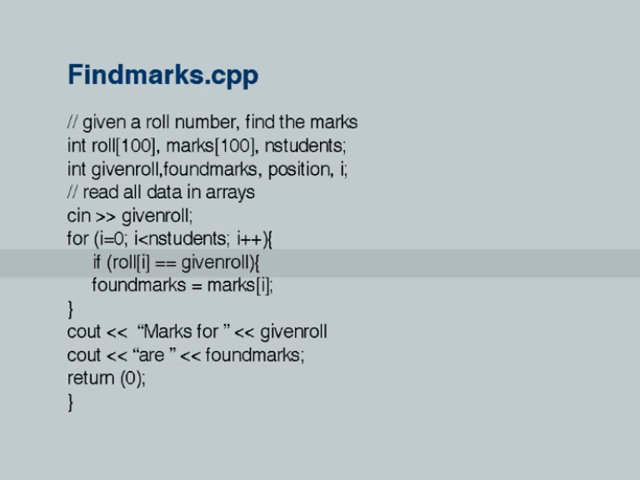 Findmarks.cpp
// given a roll number, find the marks
int roll[100], marks[100], nstudents;
int givenroll,foundmarks, position, i;
// read all data in arrays
cin >> givenroll;
for (i=0; i<nstudents; i++){
if (roll[i] == givenroll){
foundmarks = marks[i];
}
cout << “Marks for ” << givenroll
cout << “are ” << foundmarks;
return (0);
}